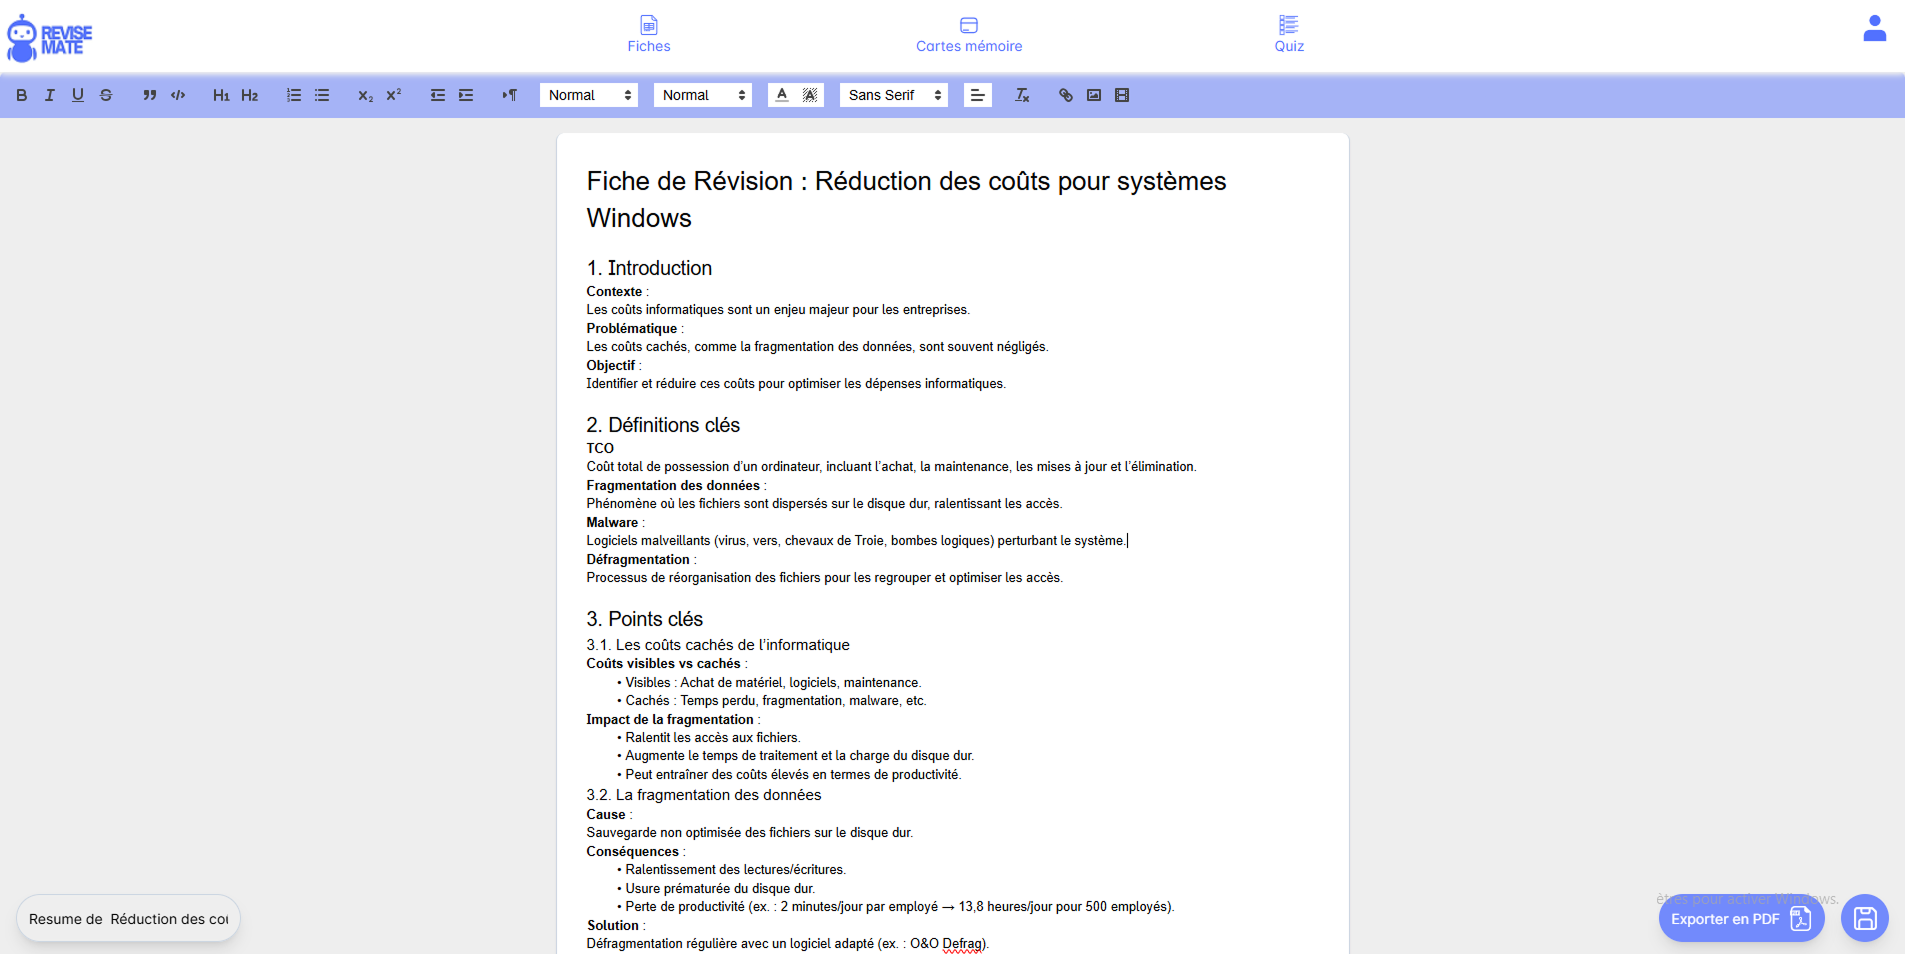 REVISE
MATE
Fiches
Cartes mémoire
Quiz
B I U S H1 H2 x₂ x² Normal Normal A A Sans Serif Tx
Fiche de Révision : Réduction des coûts pour systèmes
Windows
1. Introduction
Contexte :
Les coûts informatiques sont un enjeu majeur pour les entreprises.
Problématique :
Les coûts cachés, comme la fragmentation des données, sont souvent négligés.
Objectif :
Identifier et réduire ces coûts pour optimiser les dépenses informatiques.
2. Définitions clés
TCO
Coût total de possession d’un ordinateur, incluant l’achat, la maintenance, les mises à jour et l’élimination.
Fragmentation des données :
Phénomène où les fichiers sont dispersés sur le disque dur, ralentissant les accès.
Malware :
Logiciels malveillants (virus, vers, chevaux de Troie, bombes logiques) perturbant le système.
Défragmentation :
Processus de réorganisation des fichiers pour les regrouper et optimiser les accès.
3. Points clés
3.1. Les coûts cachés de l’informatique
Coûts visibles vs cachés :
• Visibles : Achat de matériel, logiciels, maintenance.
• Cachés : Temps perdu, fragmentation, malware, etc.
Impact de la fragmentation :
• Ralentit les accès aux fichiers.
• Augmente le temps de traitement et la charge du disque dur.
• Peut entraîner des coûts élevés en termes de productivité.
3.2. La fragmentation des données
Cause :
Sauvegarde non optimisée des fichiers sur le disque dur.
Conséquences :
• Ralentissement des lectures/écritures.
• Usure prématurée du disque dur.
• Perte de productivité (ex. : 2 minutes/jour par employé → 13,8 heures/jour pour 500 employés).
Solution :
Défragmentation régulière avec un logiciel adapté (ex. : O&O Defrag).
Resume de Réduction des coû
ètres pour activer Windows.
Exporter en PDF